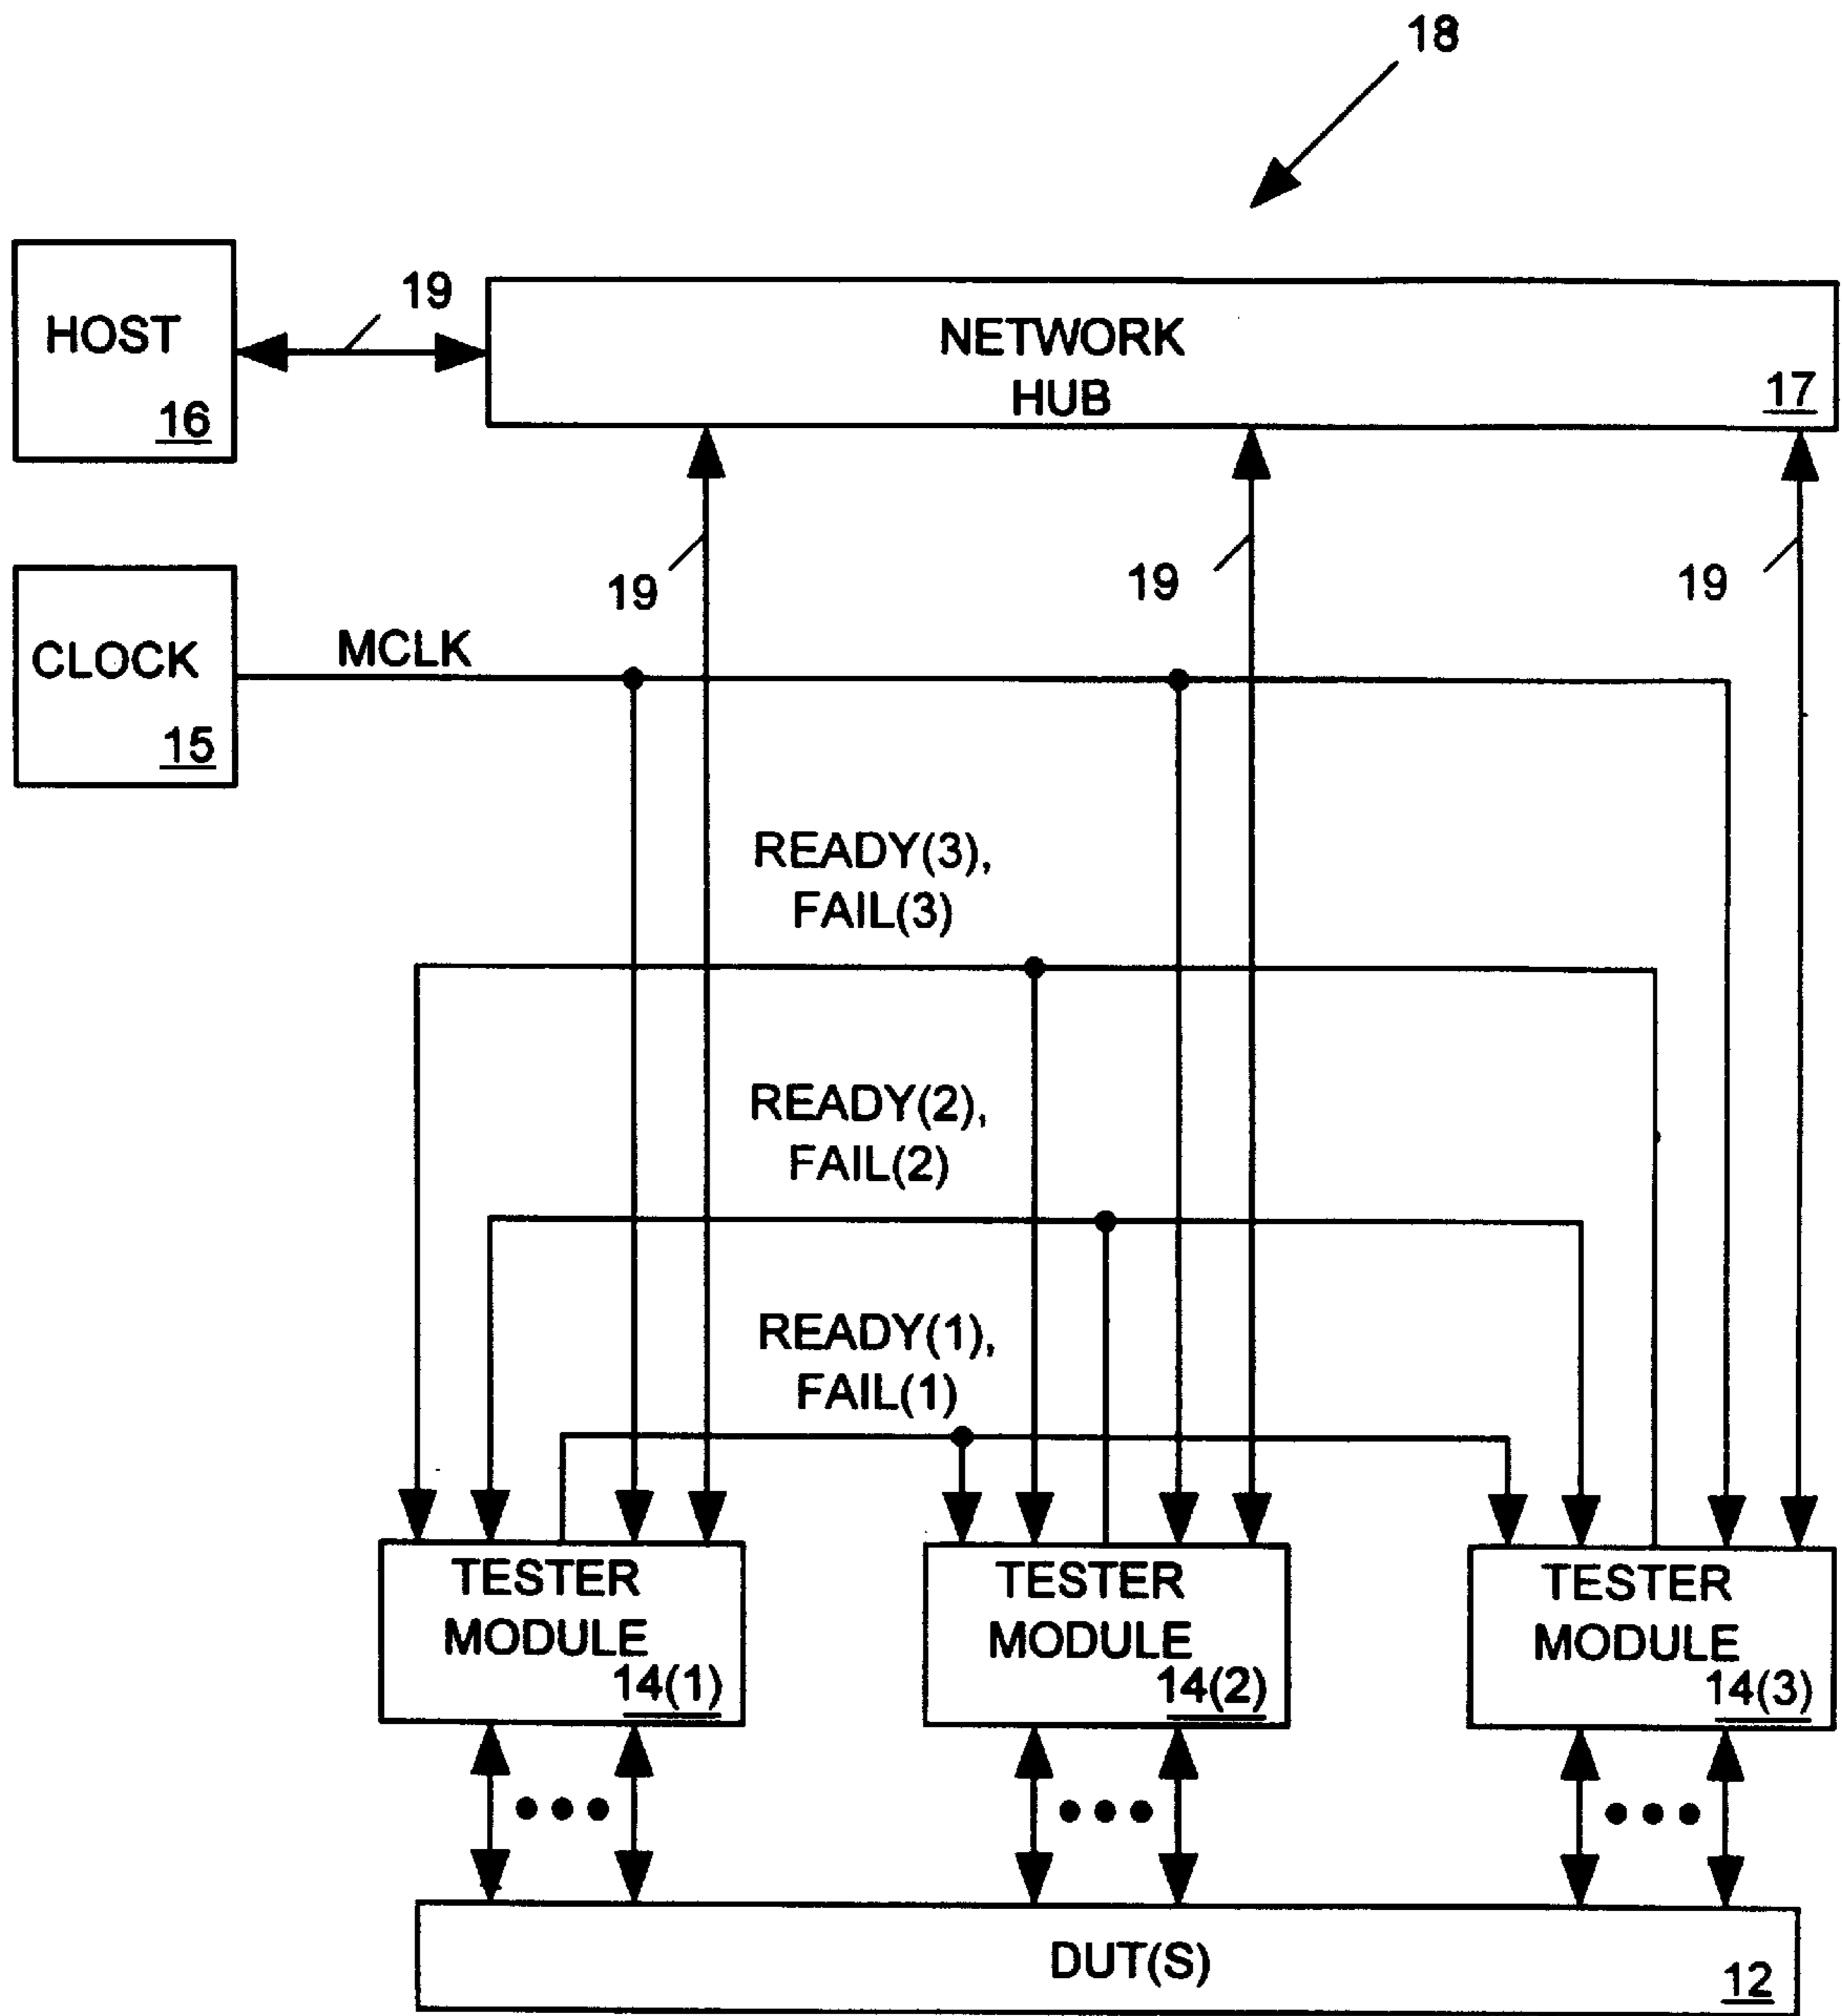 18
HOST
16
19
NETWORK
HUB
17
19
19
19
CLOCK
15
MCLK
READY(3),
FAIL(3)
READY(2),
FAIL(2)
READY(1),
FAIL(1)
TESTER
MODULE
14(1)
TESTER
MODULE
14(2)
TESTER
MODULE
14(3)
DUT(S)
12